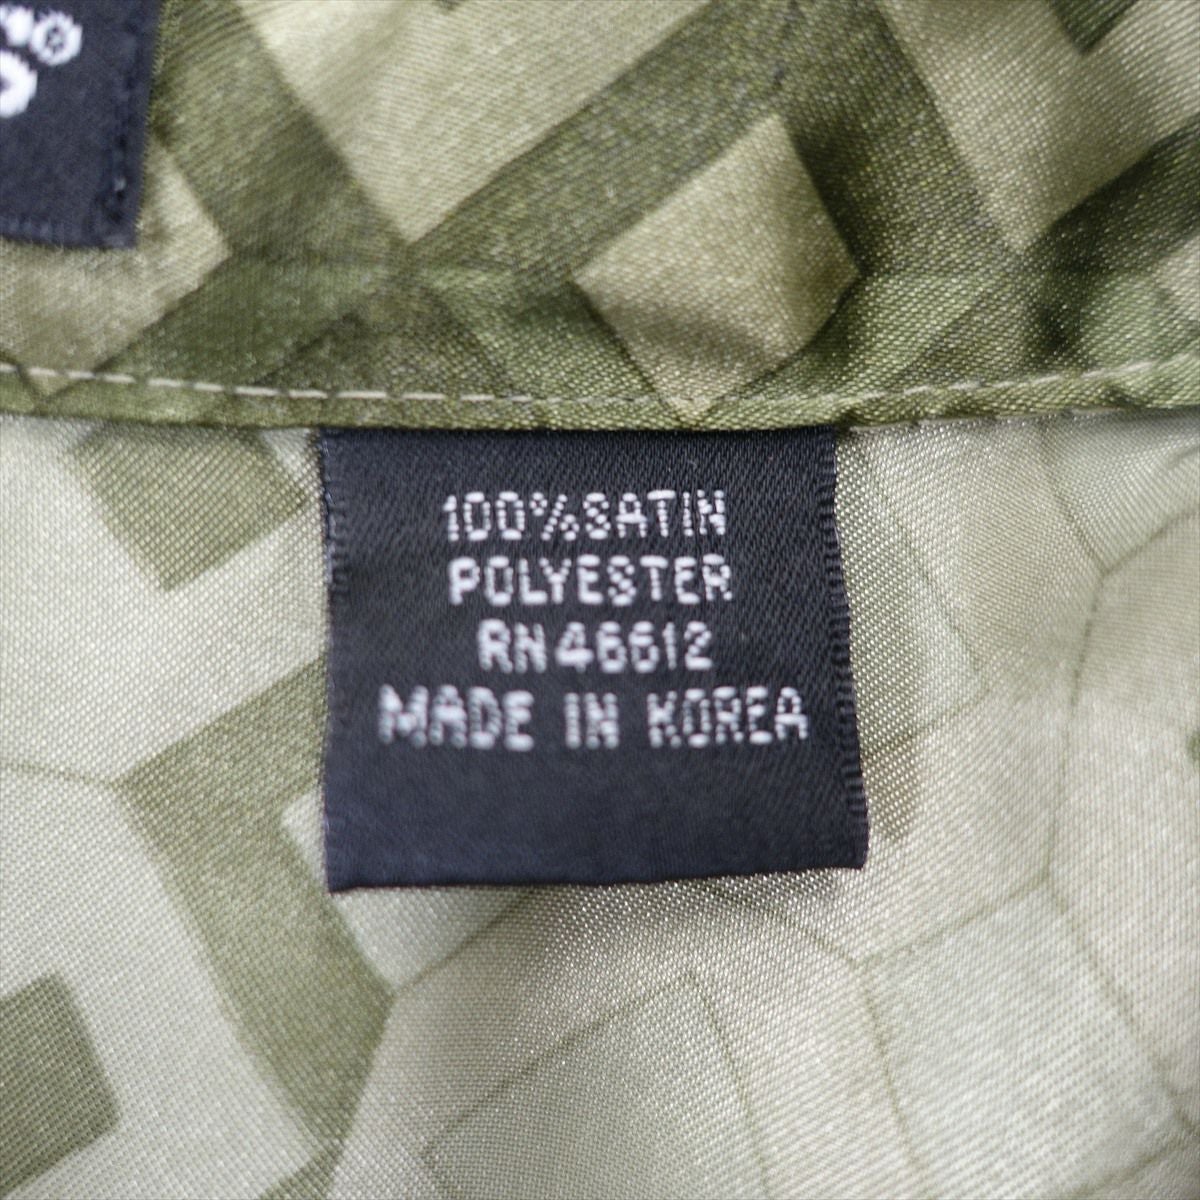 100%SATIN
POLYESTER
RN46612
MADE IN KOREA